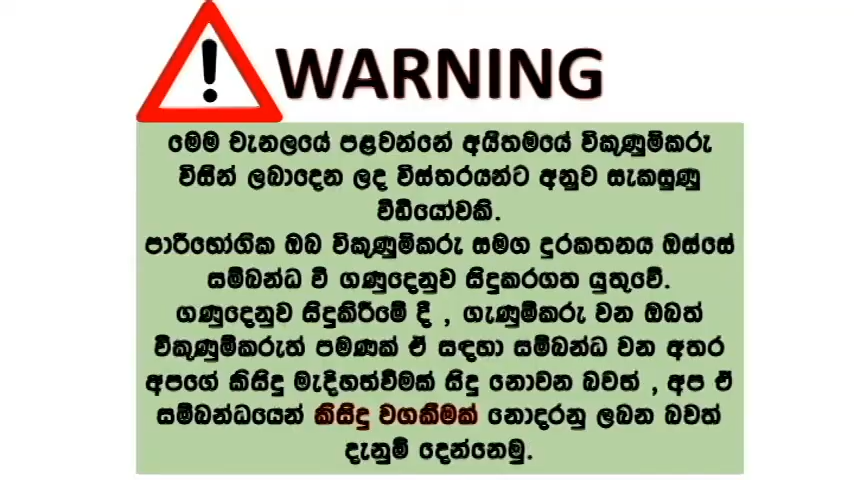 WARNING
මෙම චැනලයේ පළවන්නේ අයිතමයේ විකුණුම්කරු
විසින් ලබාදෙන ලද විස්තරයන්ට අනුව සැකසුණු
වීඩියෝවකි.
පාරිභෝගික ඔබ විකුණුම්කරු සමග දුරකතනය ඔස්සේ
සම්බන්ධ වී ගණුදෙනුව සිදුකරගත යුතුවේ.
ගණුදෙනුව සිදුකිරීමේ දී , ගැණුම්කරු වන ඔබත්
විකුණුම්කරුත් පමණක් ඒ සඳහා සම්බන්ධ වන අතර
අපගේ කිසිදු මැදිහත්වීමක් සිදු නොවන බවත් , අප ඒ
සම්බන්ධයෙන් කිසිදු වගකීමක් නොදරනු ලබන බවත්
දැනුම් දෙන්නෙමු.